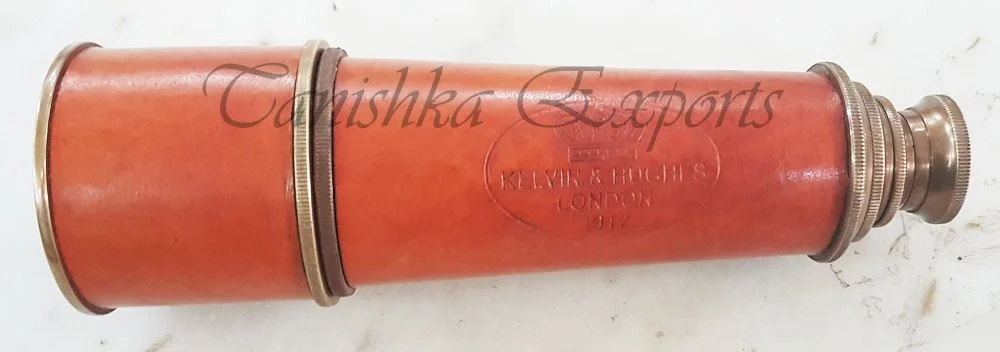 Tanishka Exports
KELVIN & HUGHES
LONDON
1917